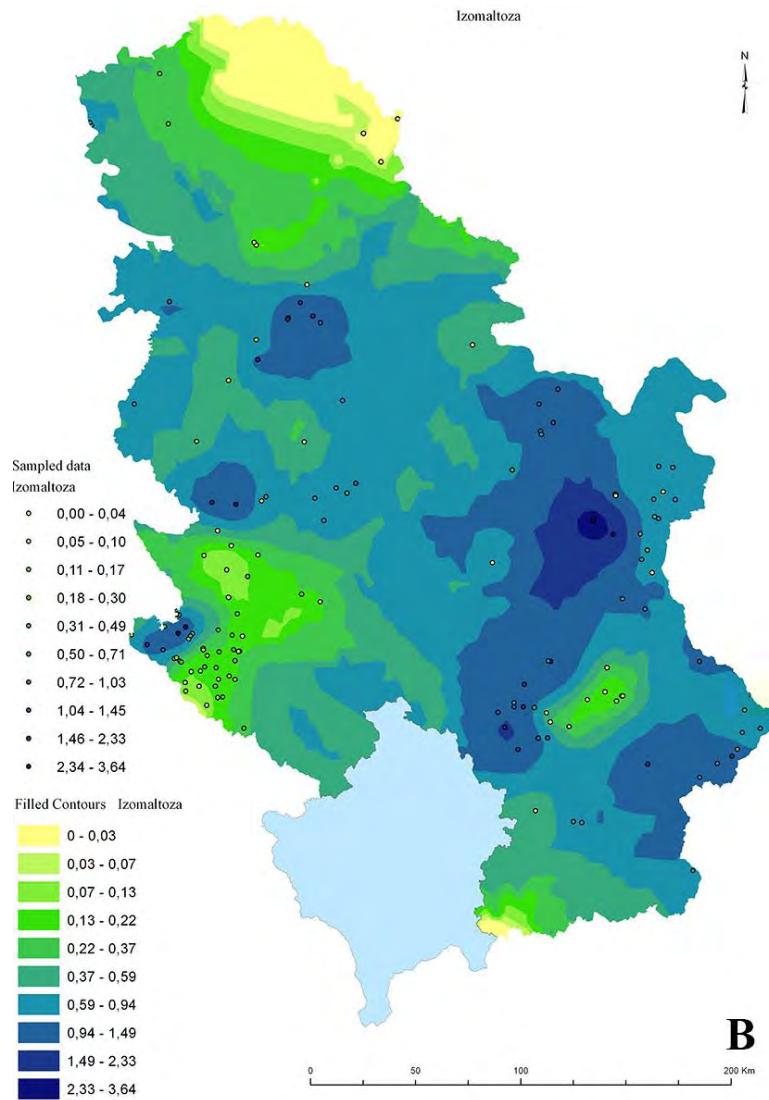 Izomaltoza
N
Sampled data
Izomaltoza
0,00 - 0,04
0,05 - 0,10
0,11 - 0,17
0,18 - 0,30
0,31 - 0,49
0,50 - 0,71
0,72 - 1,03
1,04 - 1,45
1,46 - 2,33
2,34 - 3,64
Filled Contours Izomaltoza
0 - 0,03
0,03 - 0,07
0,07 - 0,13
0,13 - 0,22
0,22 - 0,37
0,37 - 0,59
0,59 - 0,94
0,94 - 1,49
1,49 - 2,33
2,33 - 3,64
B
0 50 100 200 Km